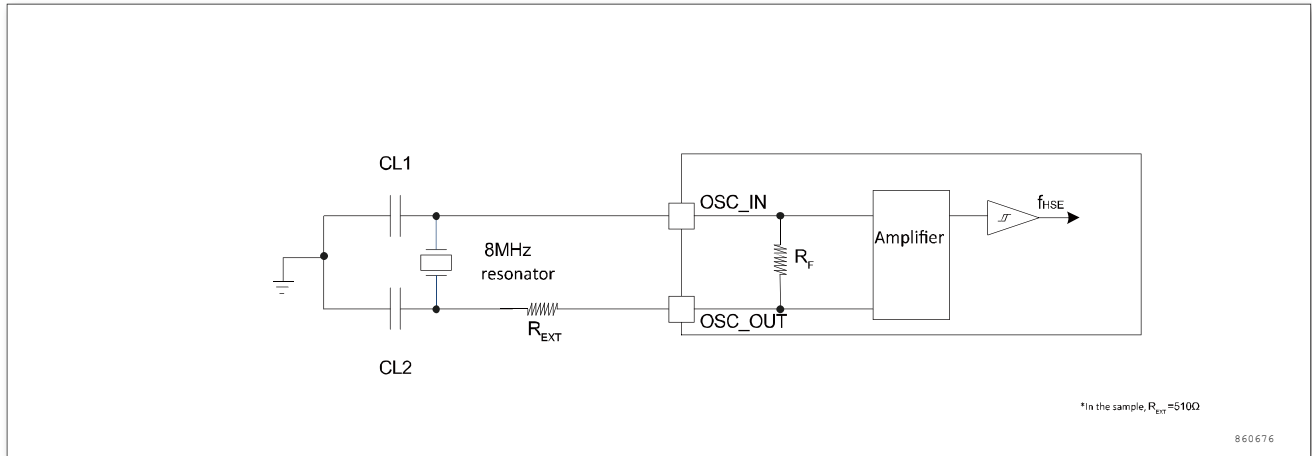 CL1
OSC_IN
fHSE
8MHz
resonator
RF
Amplifier
REXT
OSC_OUT
CL2
*In the sample, REXT=510Ω
860676